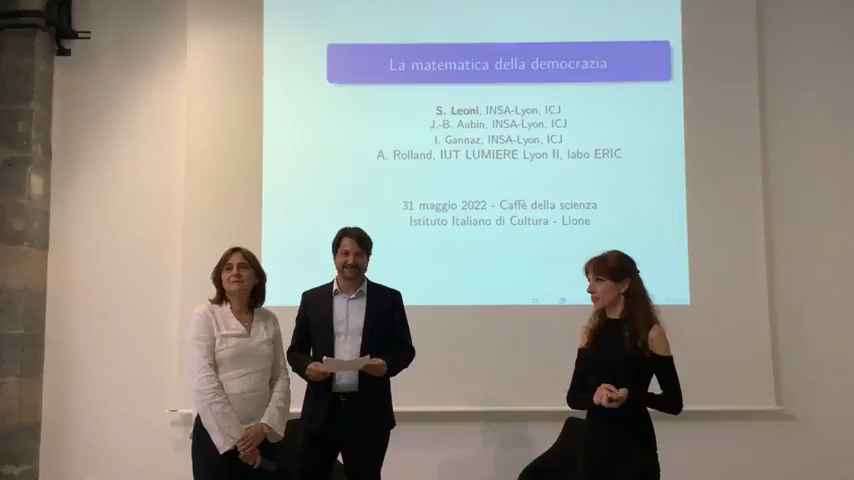 La matematica della democrazia
S. Leoni, INSA-Lyon, ICJ
J.-B. Aubin, INSA-Lyon, ICJ
I. Gannaz, INSA-Lyon, ICJ
A. Rolland, IUT LUMIERE Lyon II, labo ERIC
31 maggio 2022 - Caffè della scienza
Istituto Italiano di Cultura - Lione